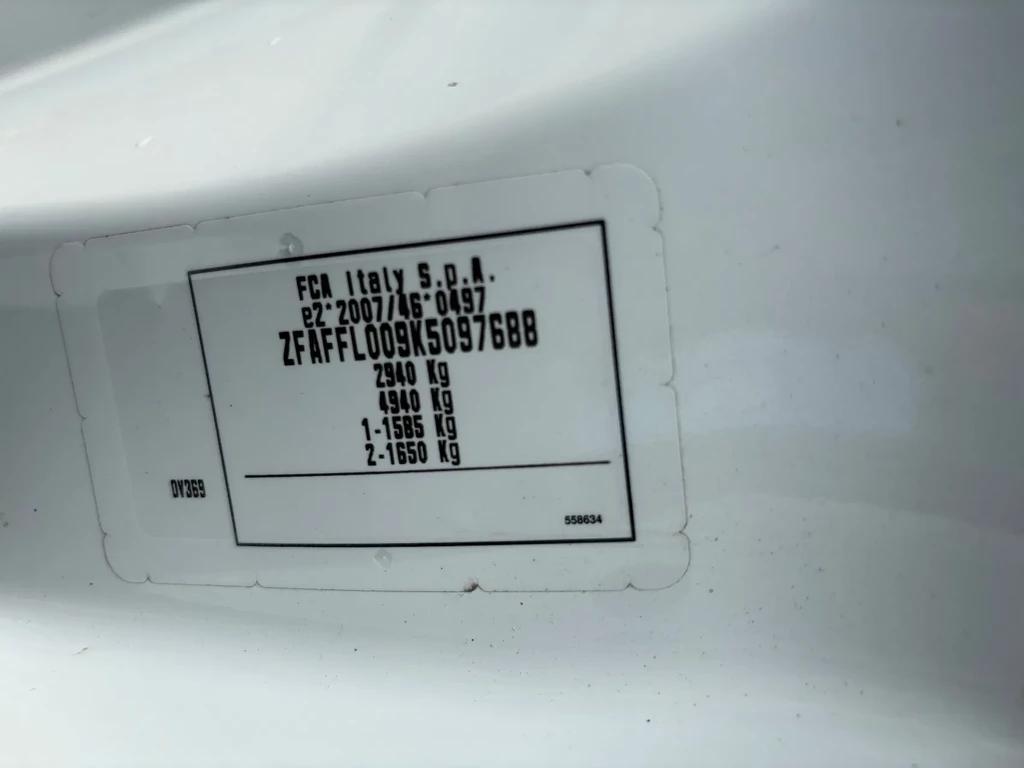 FCA Italy S.p.A.
e2*2007/46*0497
ZFAFFL009K5097688
2940 Kg
4940 Kg
1-1585 Kg
2-1650 Kg
DV369
558634